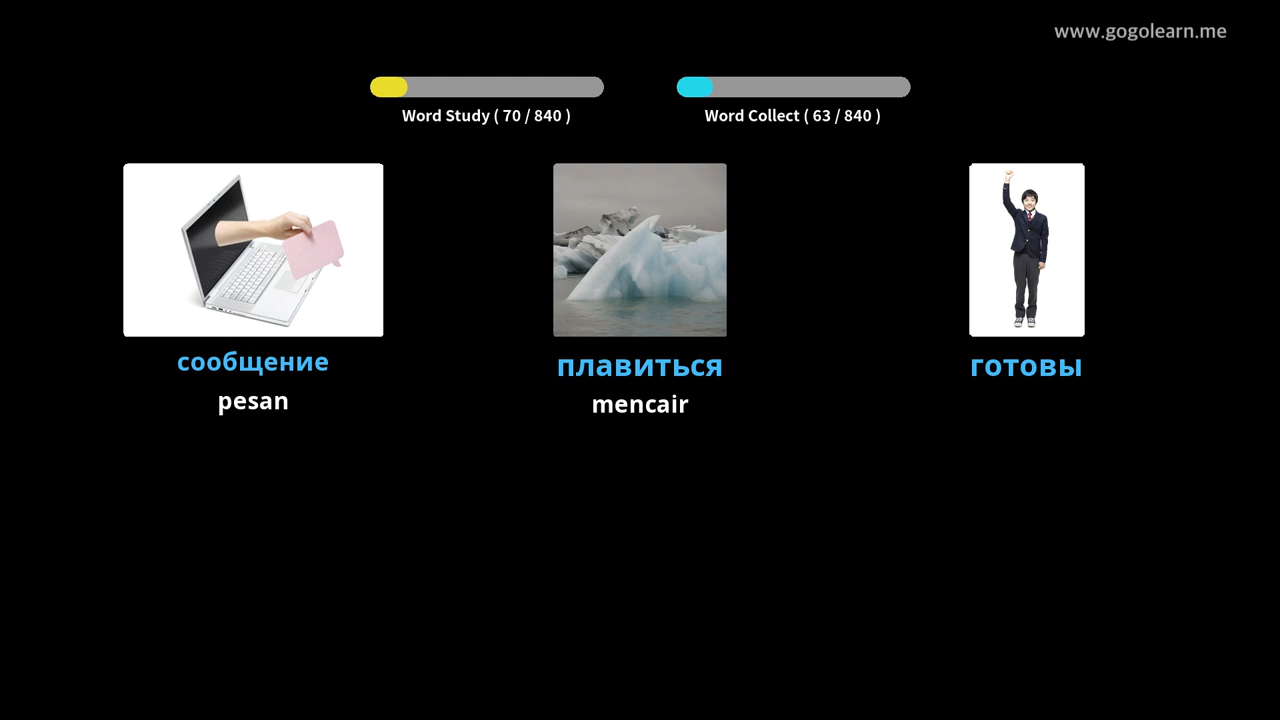 www.gogolearn.me
Word Study ( 70 / 840 )
Word Collect ( 63 / 840 )
сообщение
pesan
плавиться
mencair
готовы